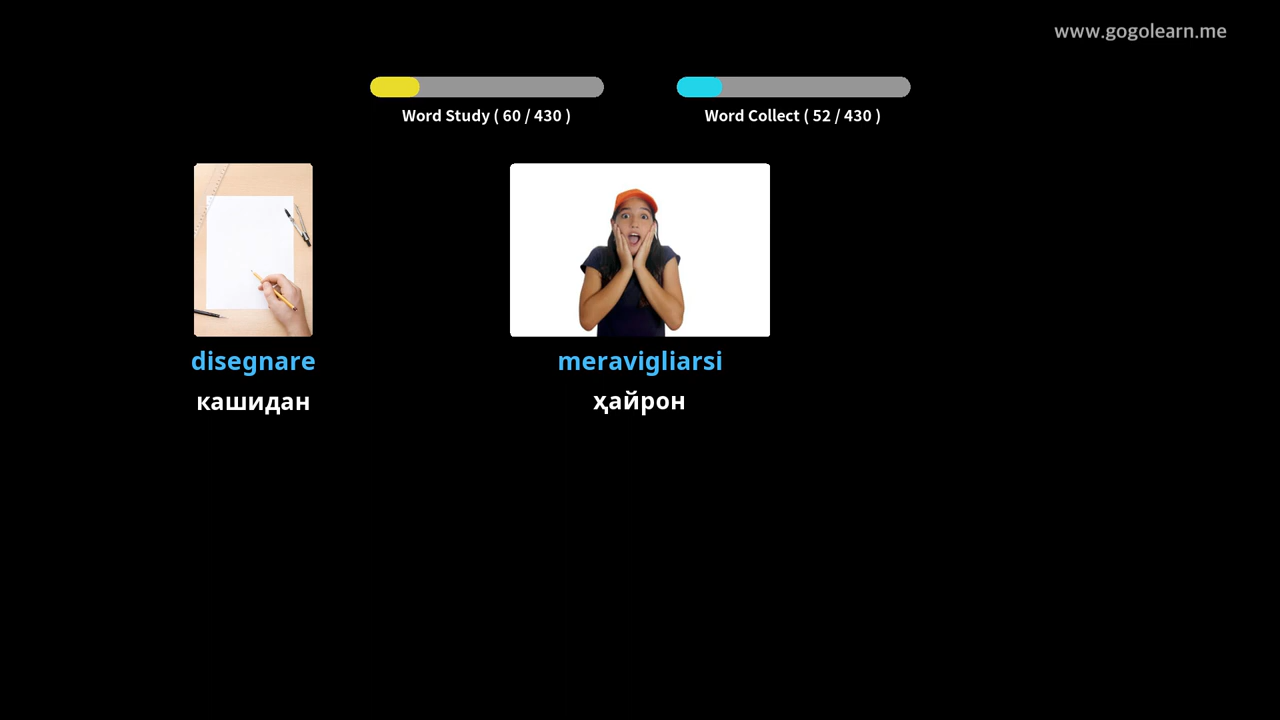 www.gogolearn.me
Word Study ( 60 / 430 )
Word Collect ( 52 / 430 )
disegnare
кашидан
meravigliarsi
ҳайрон